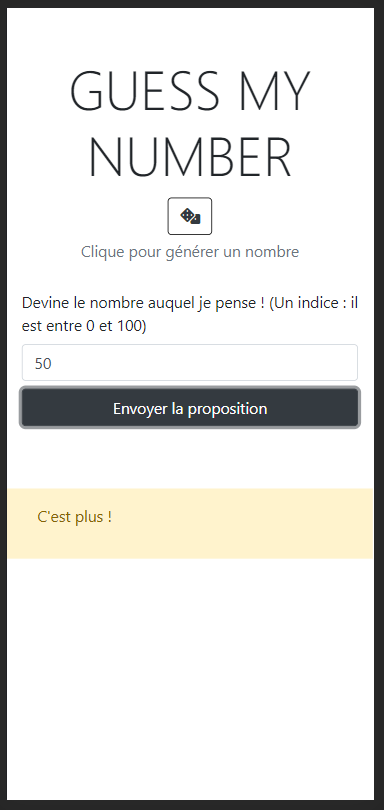 GUESS MY
NUMBER
Clique pour générer un nombre
Devine le nombre auquel je pense ! (Un indice : il
est entre 0 et 100)
50
Envoyer la proposition
C'est plus !